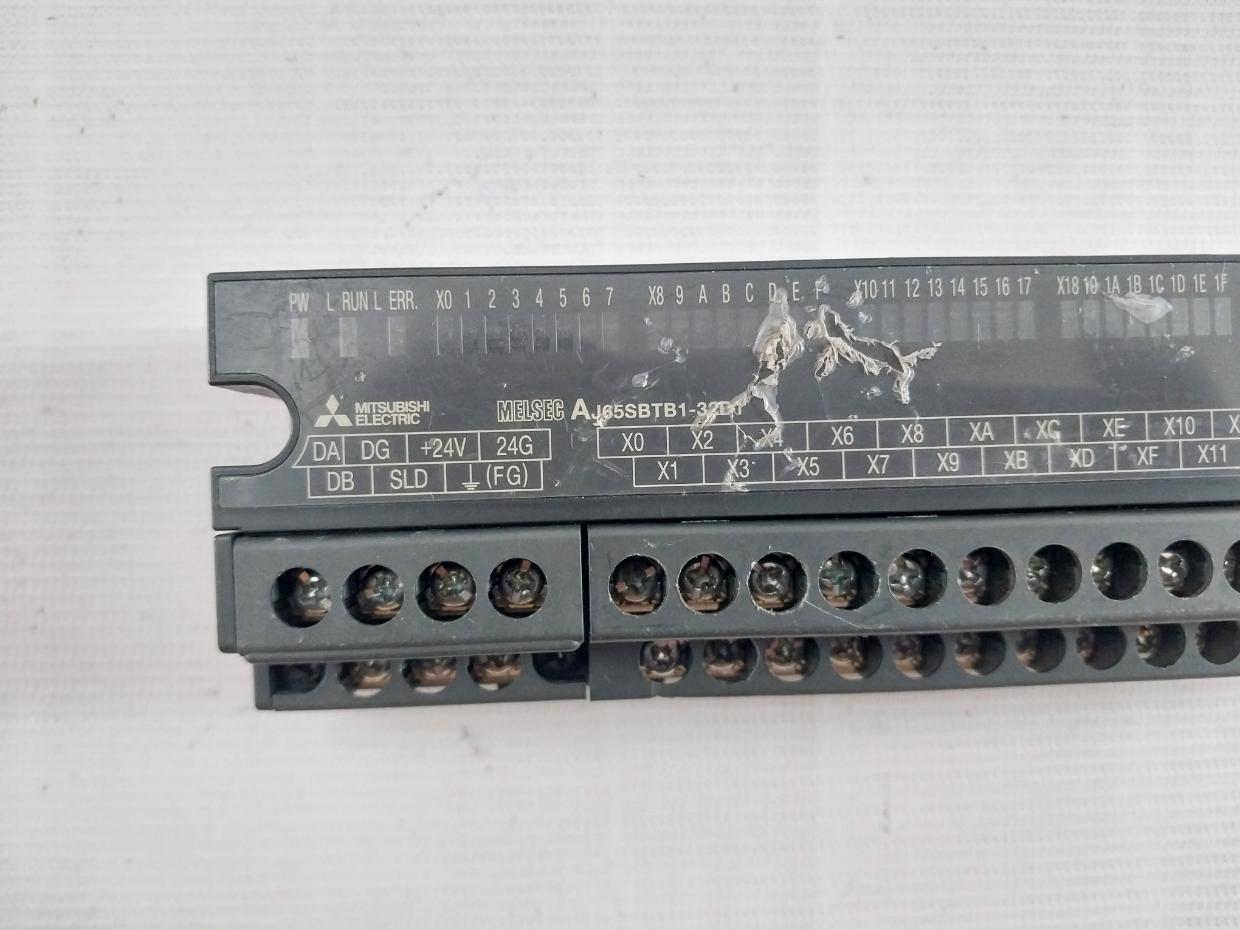 PW L RUN L ERR. X0 1 2 3 4 5 6 7 X8 9 A B C D E F X10 11 12 13 14 15 16 17 X18 19 1A 1B 1C 1D 1E 1F
MITSUBISHI
ELECTRIC
MELSEC AJ65SBTB1-32D1
DA DG +24V 24G X0 X2 X4 X6 X8 XA XC XE X10
DB SLD (FG) X1 X3 X5 X7 X9 XB XD XF X11